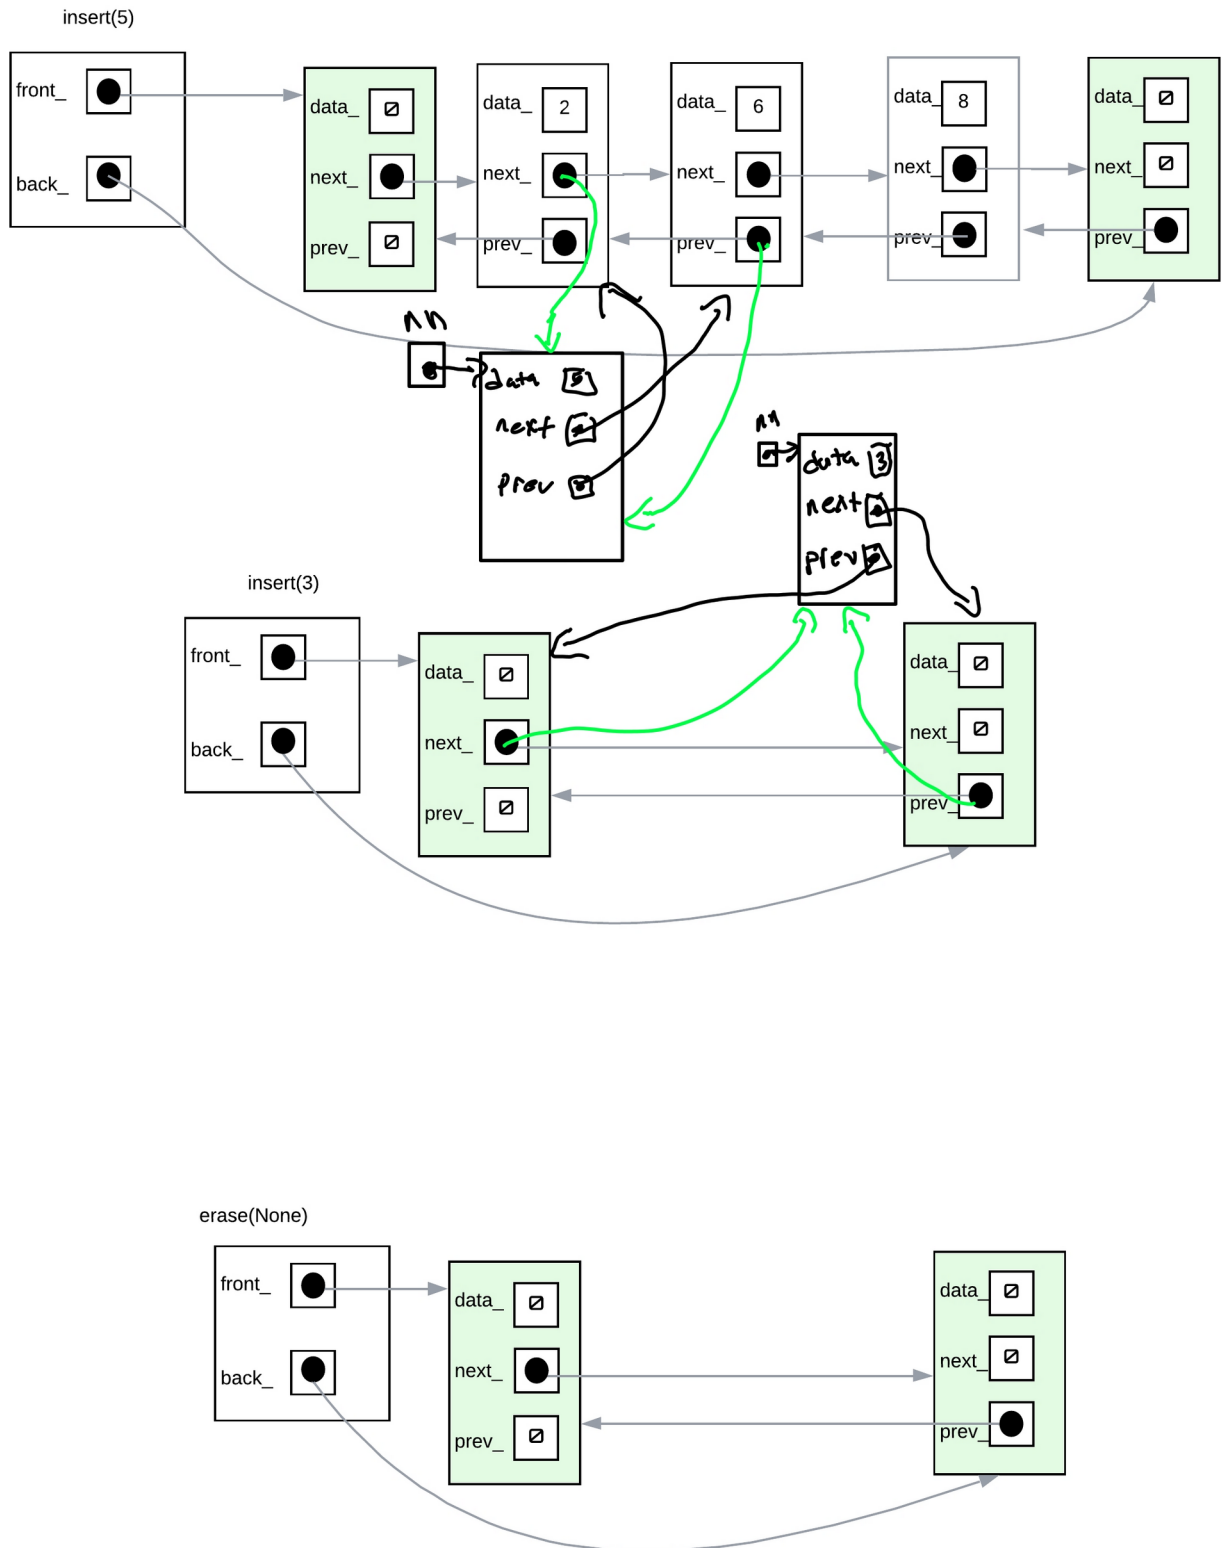 insert(5)
front_
back_
data_
next_
prev_
data_ 2
next_
prev_
data_ 6
next_
prev_
data_ 8
next_
prev_
data_
next_
prev_
nn
data 5
next
prev
nn
data 3
next
prev
insert(3)
front_
back_
data_
next_
prev_
data_
next_
prev_
erase(None)
front_
back_
data_
next_
prev_
data_
next_
prev_